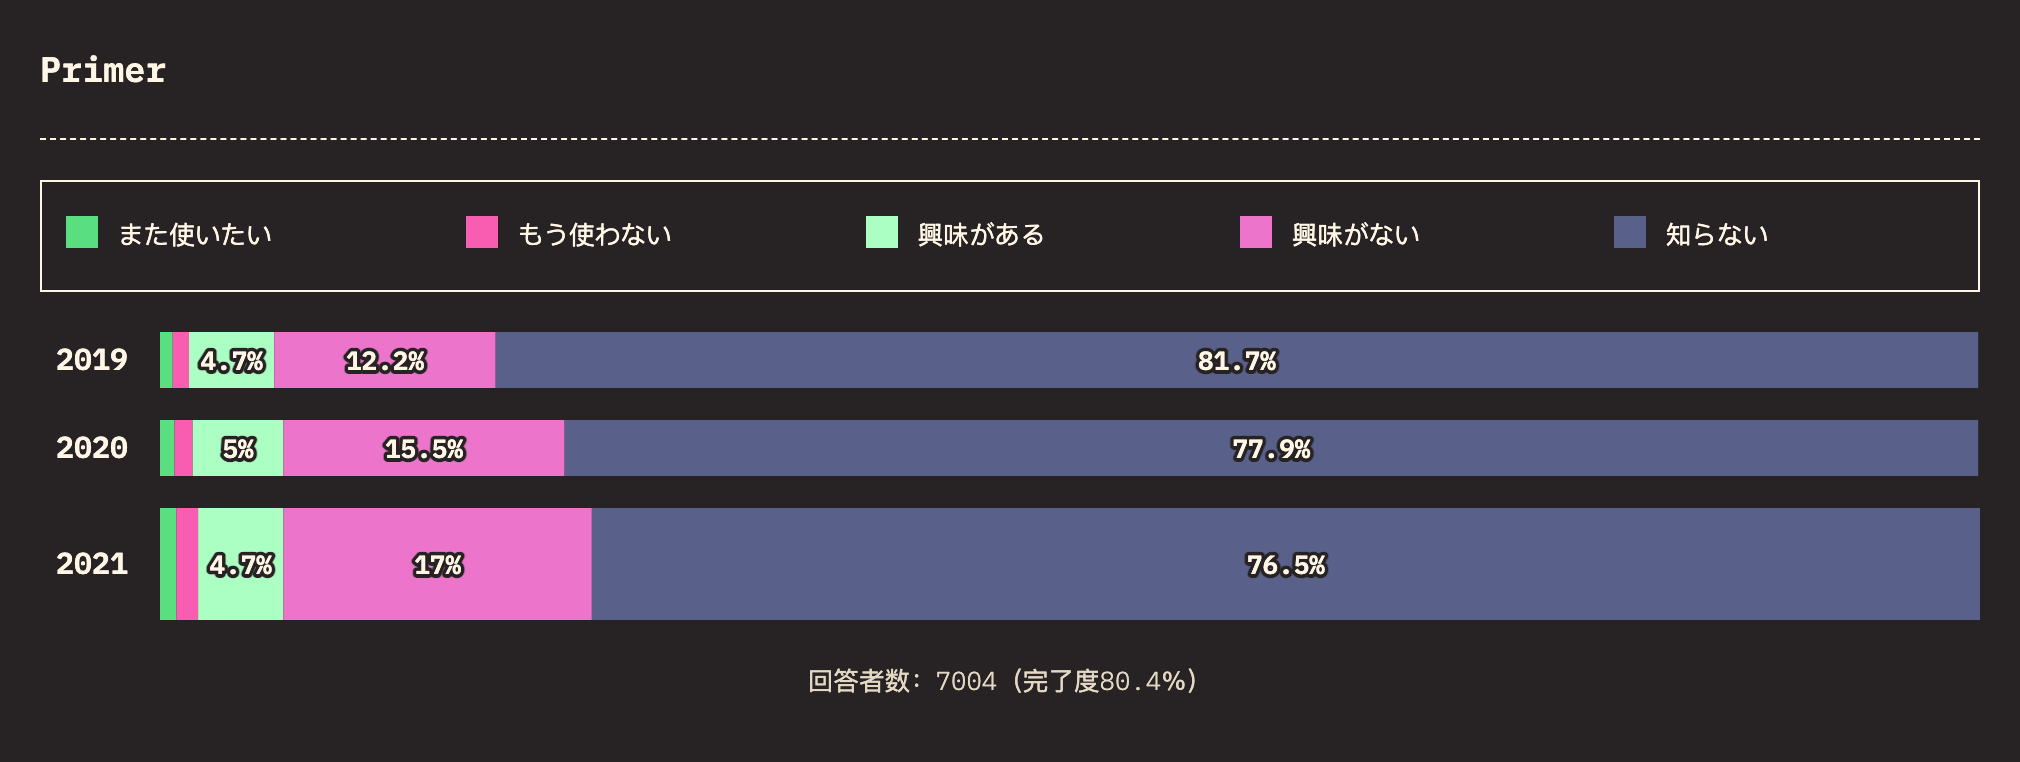 Primer
また使いたい もう使わない 興味がある 興味がない 知らない
2019 4.7% 12.2% 81.7%
2020 5% 15.5% 77.9%
2021 4.7% 17% 76.5%
回答者数: 7004 (完了度80.4%)